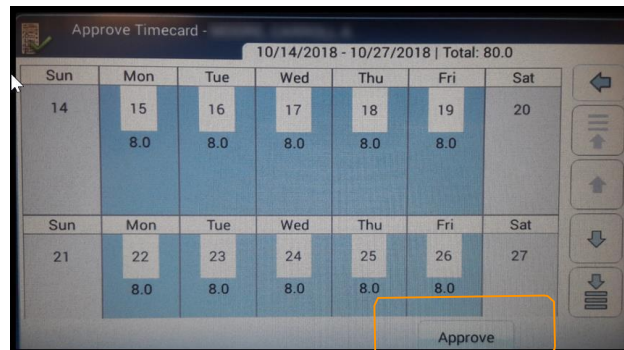 Approve Timecard -
10/14/2018 - 10/27/2018 | Total: 80.0
Sun Mon Tue Wed Thu Fri Sat
14 15 16 17 18 19 20
8.0 8.0 8.0 8.0 8.0
Sun Mon Tue Wed Thu Fri Sat
21 22 23 24 25 26 27
8.0 8.0 8.0 8.0 8.0
Approve